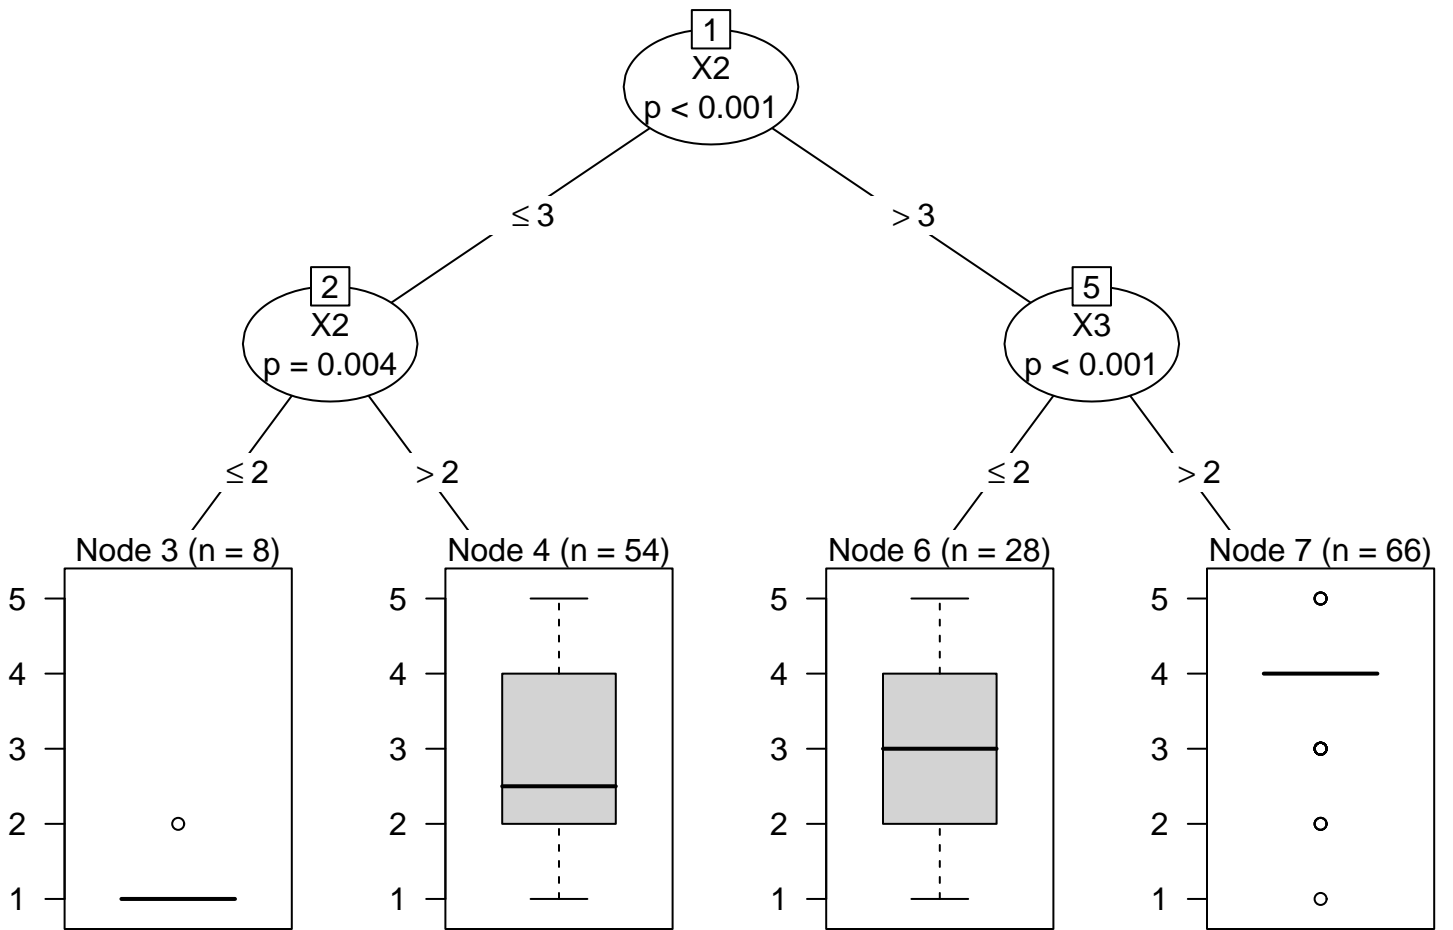 1
X2
p < 0.001
≤ 3
> 3
2
X2
p = 0.004
5
X3
p < 0.001
≤ 2
> 2
≤ 2
> 2
Node 3 (n = 8)
5
4
3
2
1
Node 4 (n = 54)
5
4
3
2
1
Node 6 (n = 28)
5
4
3
2
1
Node 7 (n = 66)
5
4
3
2
1